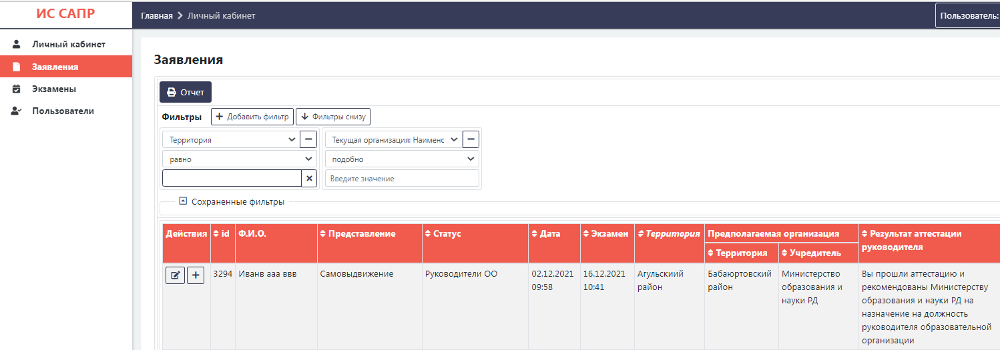 ИС САПР
Главная Личный кабинет
Пользователь:
Личный кабинет
Заявления
Экзамены
Пользователи
Заявления
Отчет
Фильтры
Добавить фильтр
Фильтры снизу
Территория
равно
Текущая организация: Наименс
подобно
Введите значение
Сохраненные фильтры
Действия
id
Ф.И.О.
Представление
Статус
Дата
Экзамен
Территория
Предполагаемая организация
Территория
Учредитель
Результат аттестации
руководителя
3294
Иванв ааа ввв
Самовыдвижение
Руководители ОО
02.12.2021
09:58
16.12.2021
10:41
Агульскиий
район
Бабаюртовский
район
Министерство
образования и
науки РД
Вы прошли аттестацию и
рекомендованы Министерству
образования и науки РД на
назначение на должность
руководителя образовательной
организации